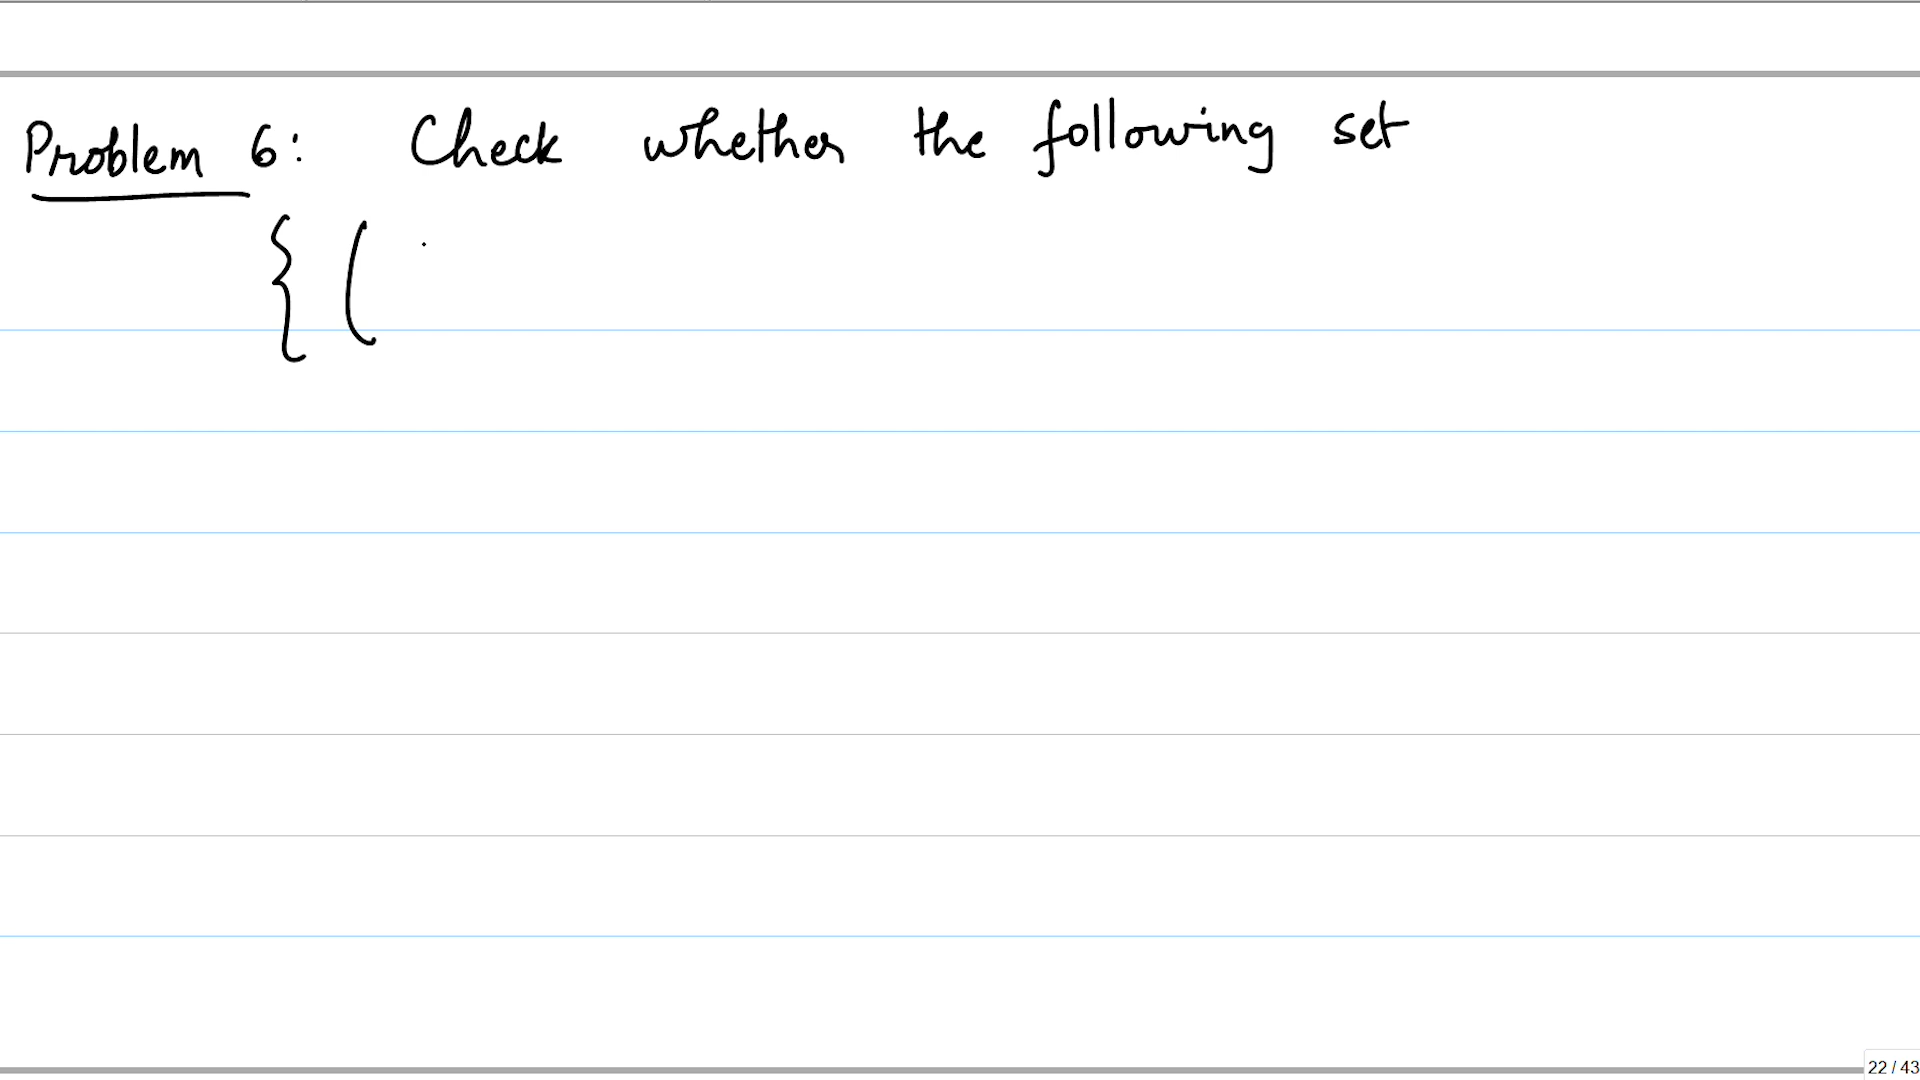 Problem 6: Check whether the following set
{ (
22 / 43